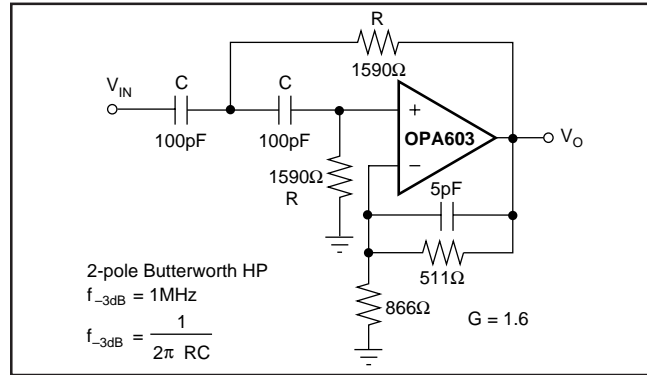 R
1590Ω
V_IN
C
C
100pF
100pF
+
OPA603
−
V_O
1590Ω
R
5pF
511Ω
866Ω
G = 1.6
2-pole Butterworth HP
f_–3dB = 1MHz
f_–3dB = 1 / 2π RC